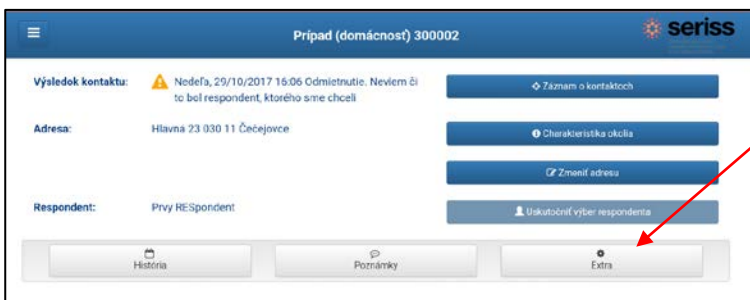 Prípad (domácnosť) 300002
seriss
Výsledok kontaktu:
Nedeľa, 29/10/2017 16:06 Odmietnutie. Neviem či
to bol respondent, ktorého sme chceli
Záznam o kontaktoch
Adresa:
Hlavná 23 030 11 Čečejovce
Charakteristika okolia
Zmeniť adresu
Respondent:
Prvy RESpondent
Uskutočniť výber respondenta
História
Poznámky
Extra